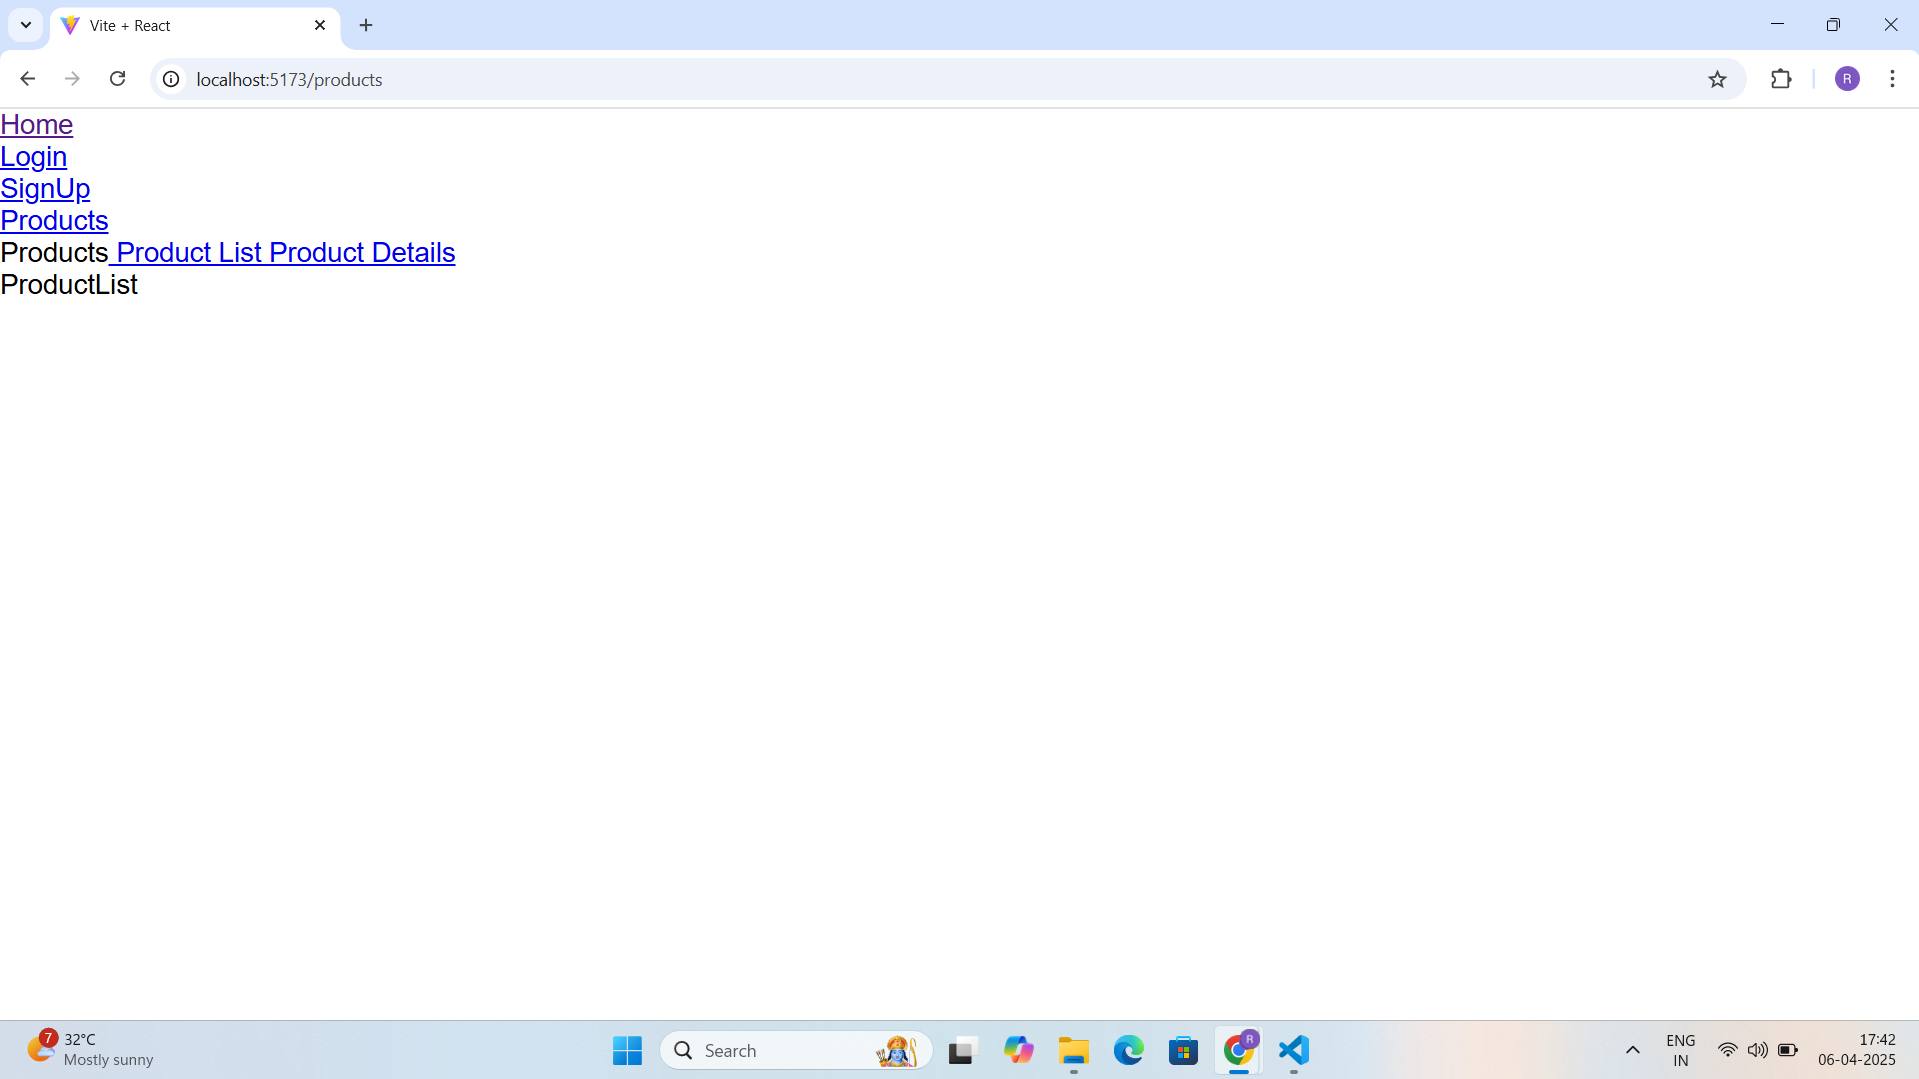 Vite + React
localhost:5173/products
R
Home
Login
SignUp
Products
Products Product List Product Details
ProductList
7
32°C
Mostly sunny
Search
R
ENG
IN
17:42
06-04-2025